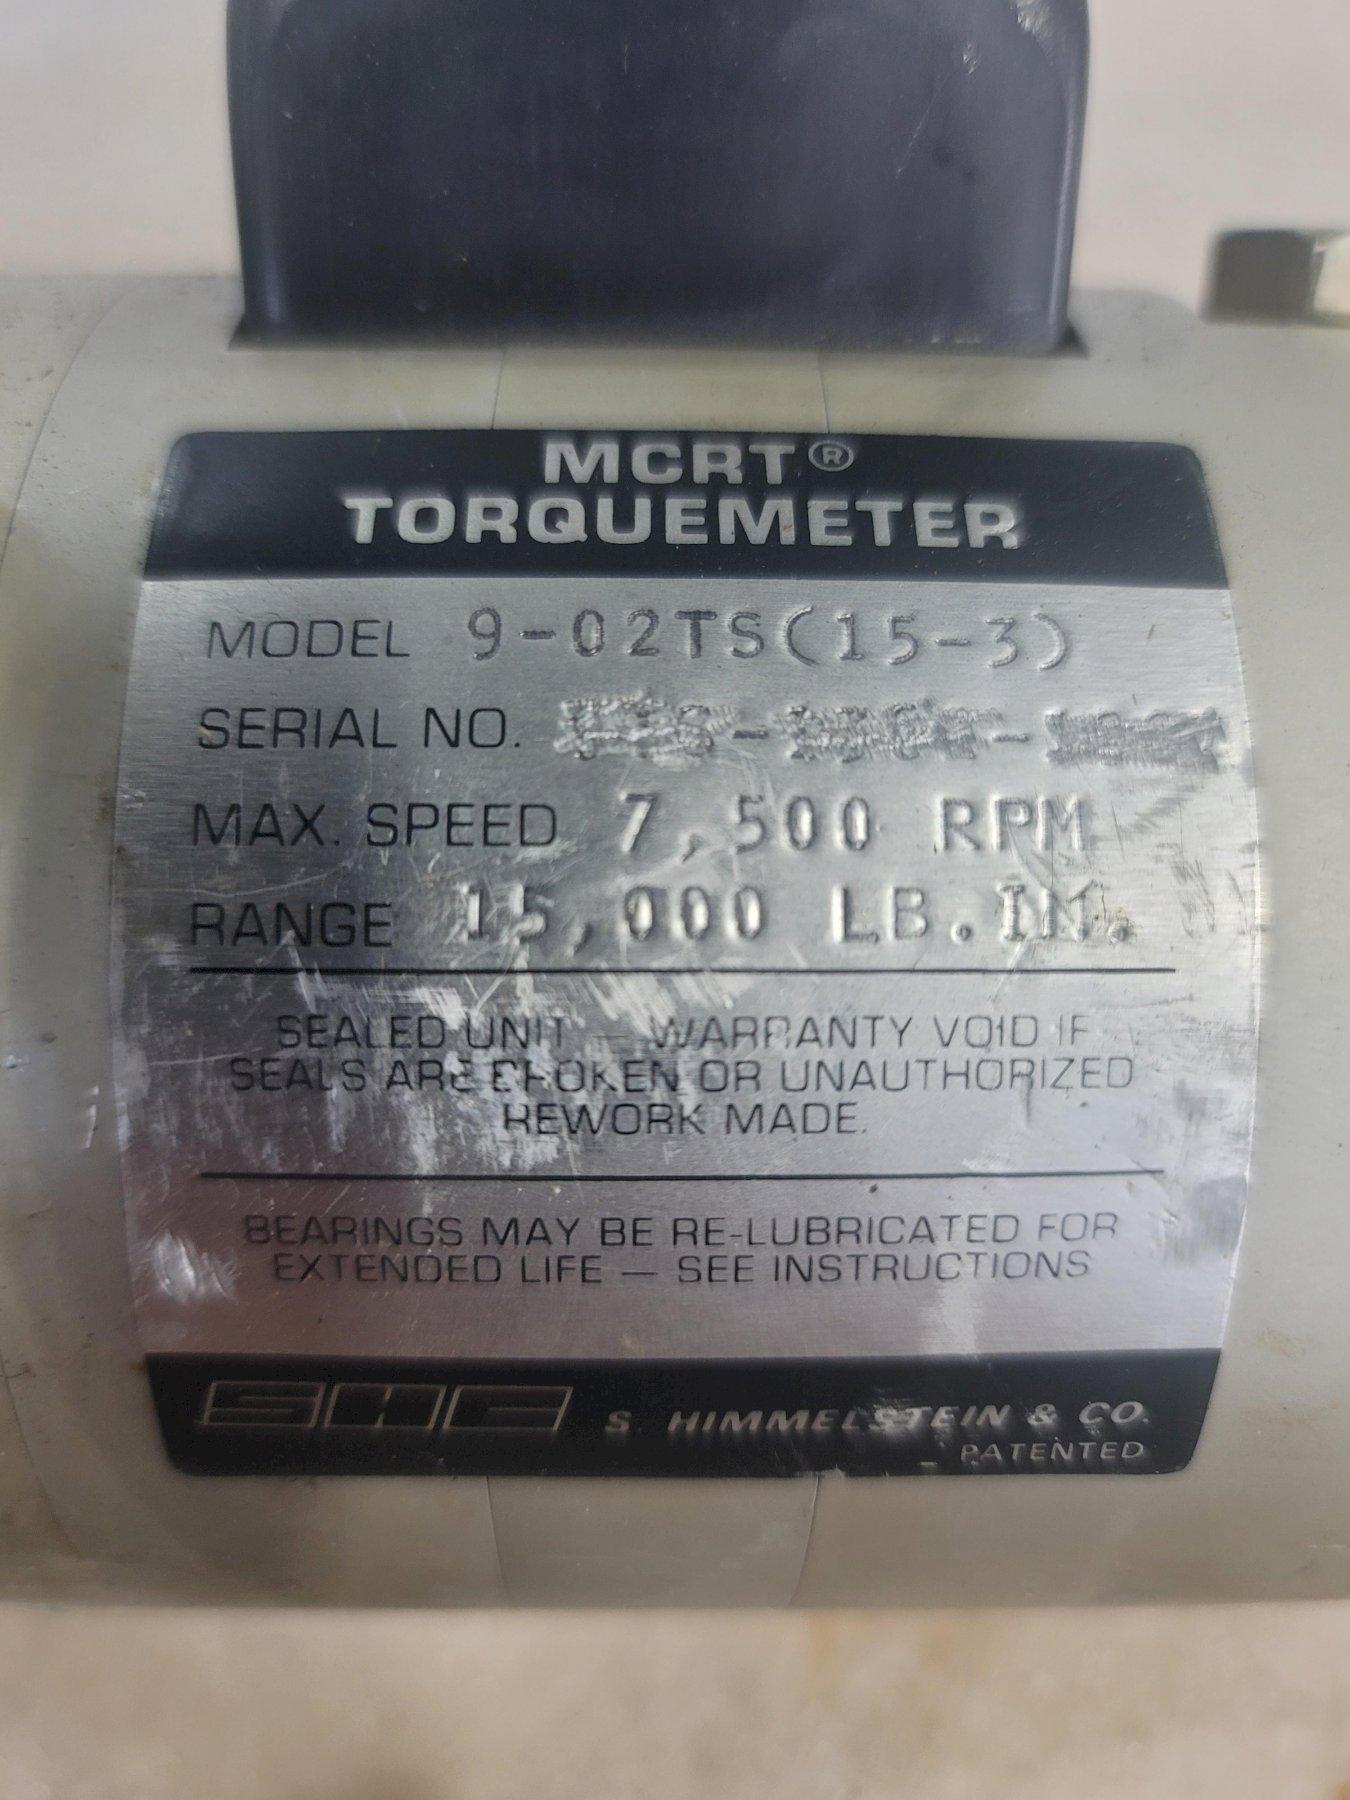 MCRT®
TORQUEMETER
MODEL 9-02TS(15-3)
SERIAL NO.
MAX. SPEED 7,500 RPM
RANGE 15,000 LB.IN.
SEALED UNIT — WARRANTY VOID IF
SEALS ARE BROKEN OR UNAUTHORIZED
REWORK MADE.
BEARINGS MAY BE RE-LUBRICATED FOR
EXTENDED LIFE — SEE INSTRUCTIONS
SHC S. HIMMELSTEIN & CO.
PATENTED